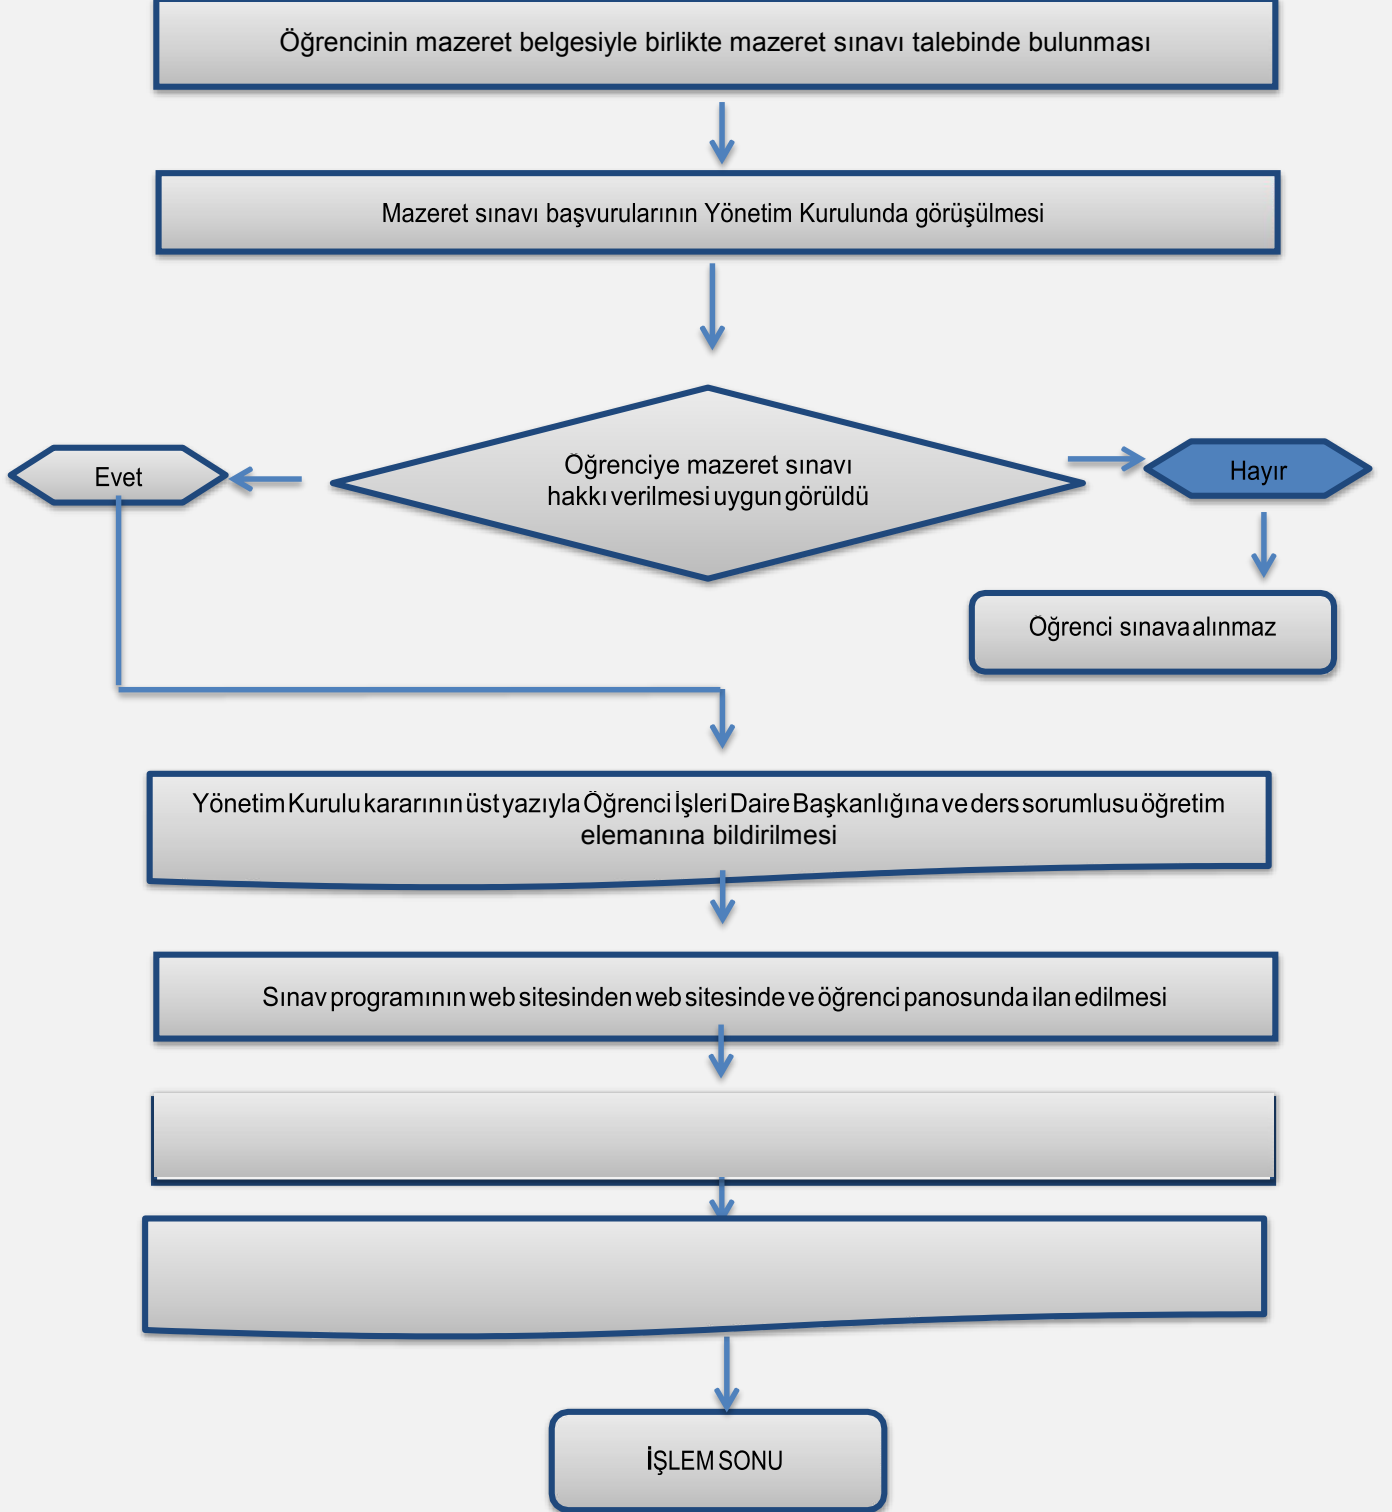 Öğrencinin mazeret belgesiyle birlikte mazeret sınavı talebinde bulunması
Mazeret sınavı başvurularının Yönetim Kurulunda görüşülmesi
Öğrenciye mazeret sınavı
hakkı verilmesi uygun görüldü
Evet
Hayır
Öğrenci sınava alınmaz
Yönetim Kurulu kararının üst yazıyla Öğrenci İşleri Daire Başkanlığına ve ders sorumlusu öğretim
elemanına bildirilmesi
Sınav programının web sitesinden web sitesinde ve öğrenci panosunda ilan edilmesi
İŞLEM SONU